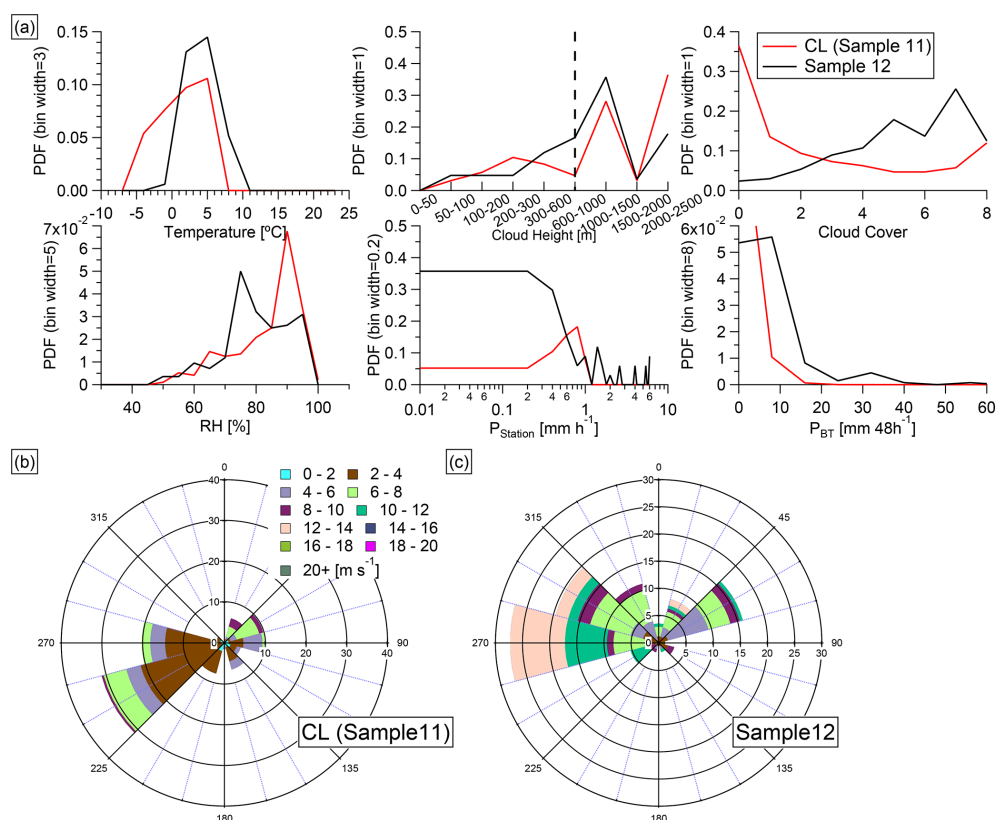 (a)
PDF (bin width=3)
0.15
0.10
0.05
0.00
-10 -5 0 5 10 15 20 25
Temperature [ºC]
PDF (bin width=1)
0.5
0.4
0.3
0.2
0.1
0.0
0-50
50-100
100-200
200-300
300-600
600-1000
1000-1500
1500-2000
2000-2500
Cloud Height [m]
PDF (bin width=1)
0.4
0.3
0.2
0.1
0.0
0 2 4 6 8
Cloud Cover
CL (Sample 11)
Sample 12
PDF (bin width=5)
7x10⁻²
6
5
4
3
2
1
0
40 60 80 100
RH [%]
PDF (bin width=0.2)
0.5
0.4
0.3
0.2
0.1
0.0
0.01 2 4 6 0.1 2 4 6 1 2 4 6 10
P_Station [mm h⁻¹]
PDF (bin width=8)
6x10⁻²
5
4
3
2
1
0
0 10 20 30 40 50 60
P_BT [mm 48h⁻¹]
(b)
0
315
270
225
180
135
90
40
30
20
10
0
0 10 20 30 40
0 - 2 2 - 4
4 - 6 6 - 8
8 - 10 10 - 12
12 - 14 14 - 16
16 - 18 18 - 20
20+ [m s⁻¹]
CL (Sample11)
(c)
0
315
45
270
90
225
135
180
30
25
20
15
10
5
0
0 5 10 15 20 25 30
Sample12